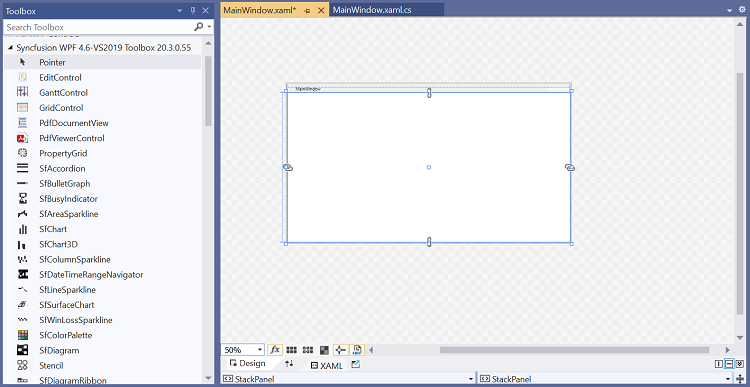 Toolbox
Search Toolbox
Syncfusion WPF 4.6-VS2019 Toolbox 20.3.0.55
Pointer
EditControl
GanttControl
GridControl
PdfDocumentView
PdfViewerControl
PropertyGrid
SfAccordion
SfBulletGraph
SfBusyIndicator
SfAreaSparkline
SfChart
SfChart3D
SfColumnSparkline
SfDateTimeRangeNavigator
SfLineSparkline
SfSurfaceChart
SfWinLossSparkline
SfColorPalette
SfDiagram
Stencil
SfDiagramRibbon
MainWindow.xaml* MainWindow.xaml.cs
MainWindow
50% fx
Design XAML
StackPanel StackPanel